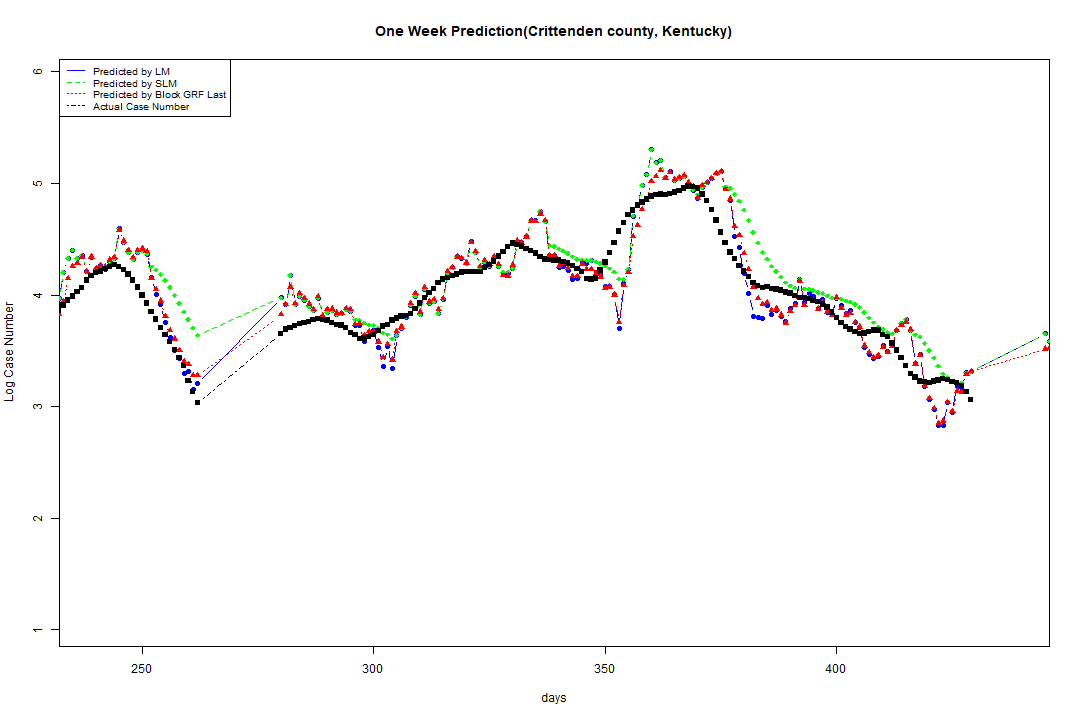 One Week Prediction(Crittenden county, Kentucky)
Predicted by LM
Predicted by SLM
Predicted by Block GRF Last
Actual Case Number
6
5
4
3
2
1
Log Case Number
250
300
350
400
days